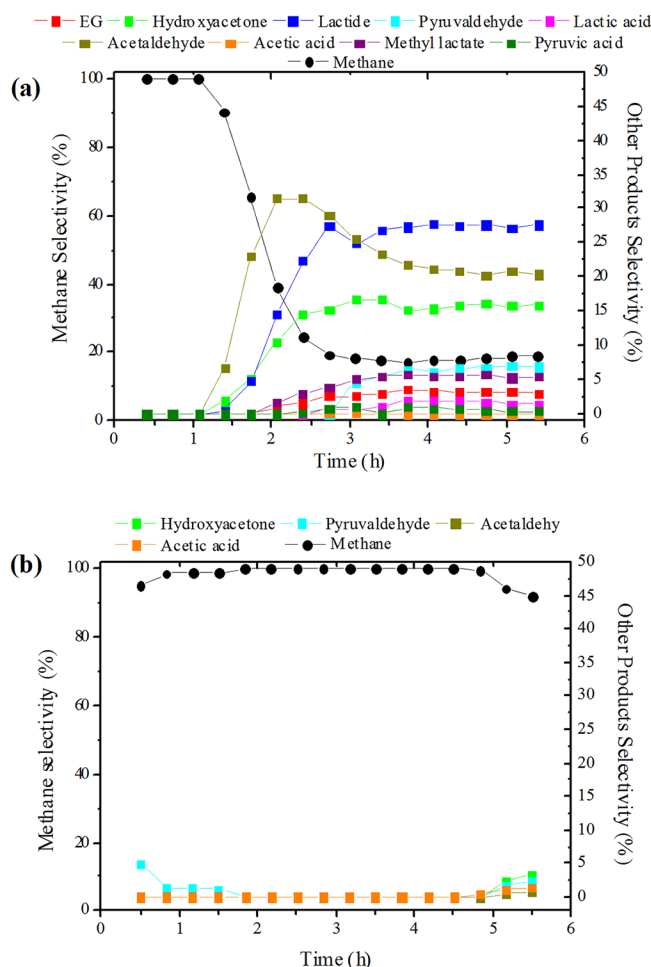 EG Hydroxyacetone Lactide Pyruvaldehyde Lactic acid
Acetaldehyde Acetic acid Methyl lactate Pyruvic acid
Methane
(a)
Methane Selectivity (%)
100
80
60
40
20
0
50
45
40
35
30
25
20
15
10
5
0
Other Products Selectivity (%)
0 1 2 3 4 5 6
Time (h)
Hydroxyacetone Pyruvaldehyde Acetaldehy
Acetic acid Methane
(b)
Methane selectivity (%)
100
80
60
40
20
0
50
45
40
35
30
25
20
15
10
5
0
Other Products Selectivity (%)
0 1 2 3 4 5 6
Time (h)